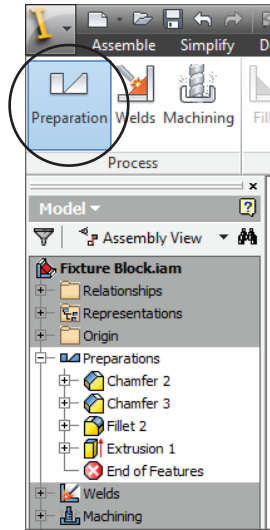 Assemble Simplify D
Preparation Welds Machining Fil
Process
Model
Assembly View
Fixture Block.iam
Relationships
Representations
Origin
Preparations
Chamfer 2
Chamfer 3
Fillet 2
Extrusion 1
End of Features
Welds
Machining